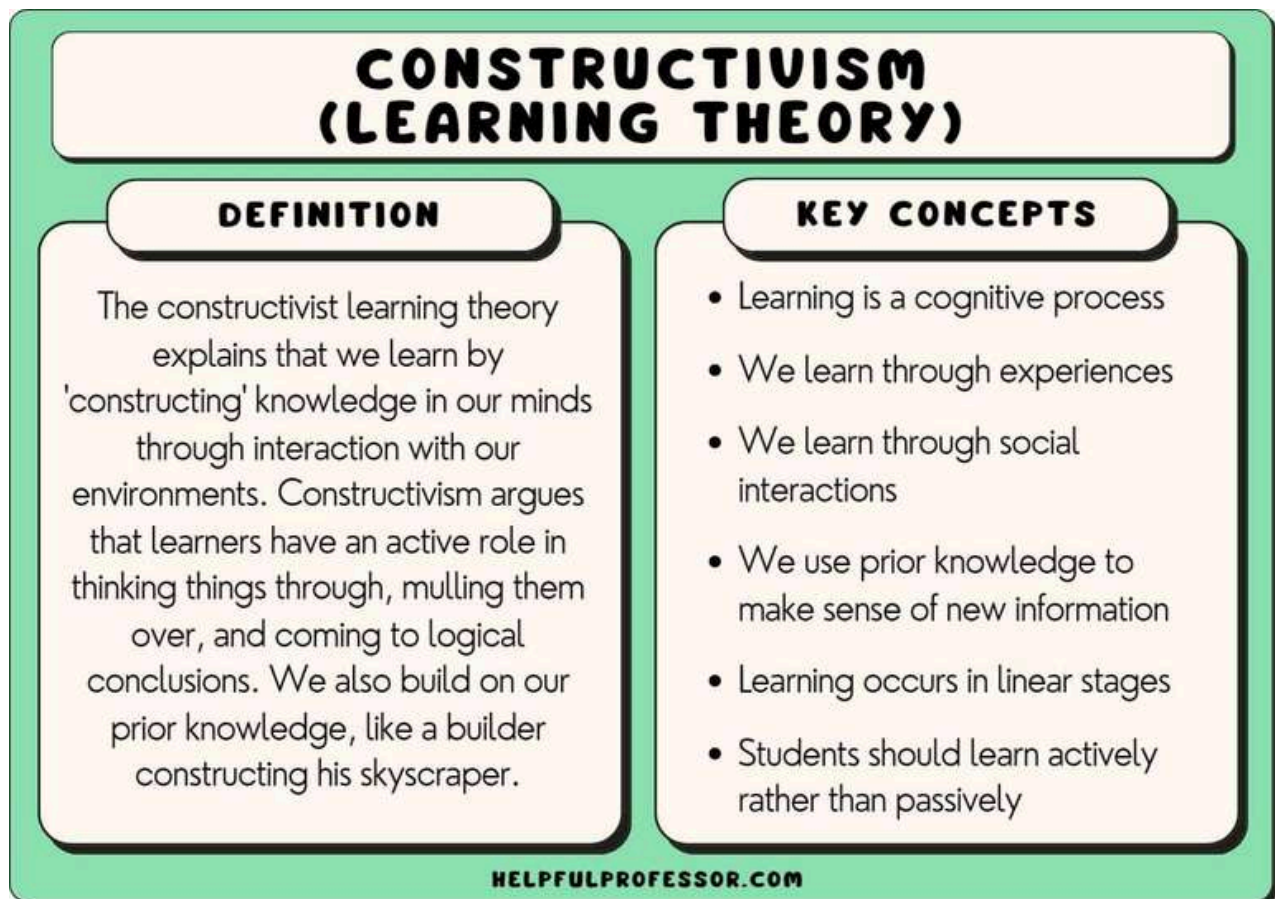 CONSTRUCTIVISM
(LEARNING THEORY)
DEFINITION
The constructivist learning theory
explains that we learn by
'constructing' knowledge in our minds
through interaction with our
environments. Constructivism argues
that learners have an active role in
thinking things through, mulling them
over, and coming to logical
conclusions. We also build on our
prior knowledge, like a builder
constructing his skyscraper.
KEY CONCEPTS
• Learning is a cognitive process
• We learn through experiences
• We learn through social
interactions
• We use prior knowledge to
make sense of new information
• Learning occurs in linear stages
• Students should learn actively
rather than passively
HELPFULPROFESSOR.COM